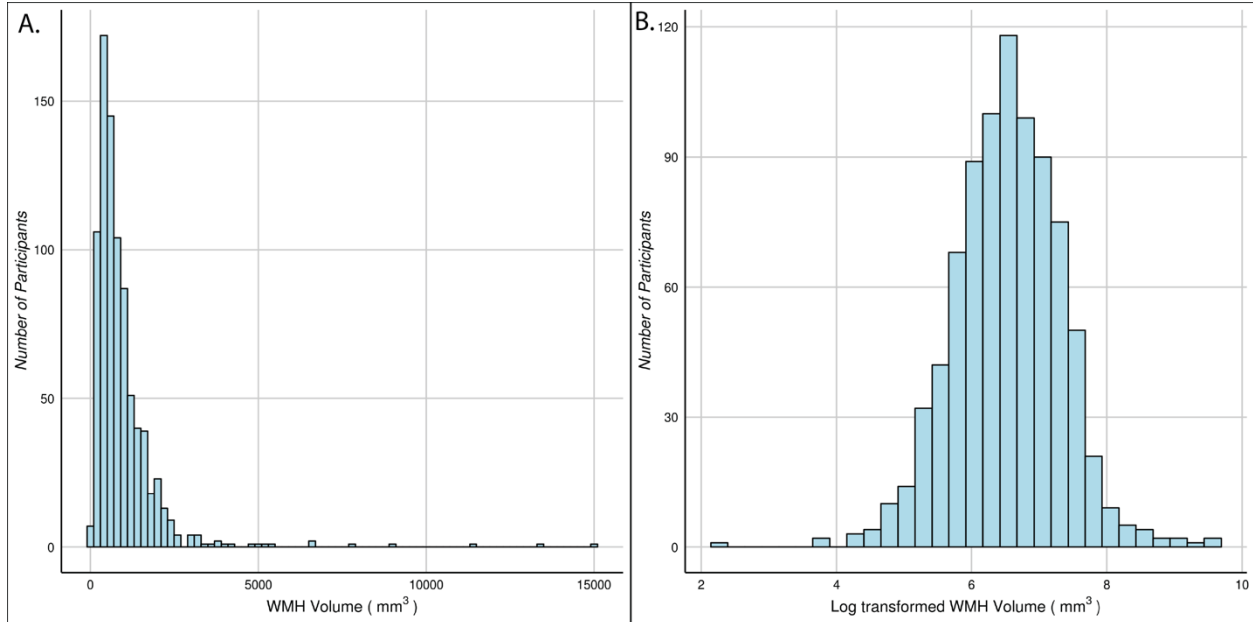 A.
150
100
50
0
Number of Participants
0 5000 10000 15000
WMH Volume ( mm³ )
B.
120
90
60
30
0
Number of Participants
2 4 6 8 10
Log transformed WMH Volume ( mm³ )